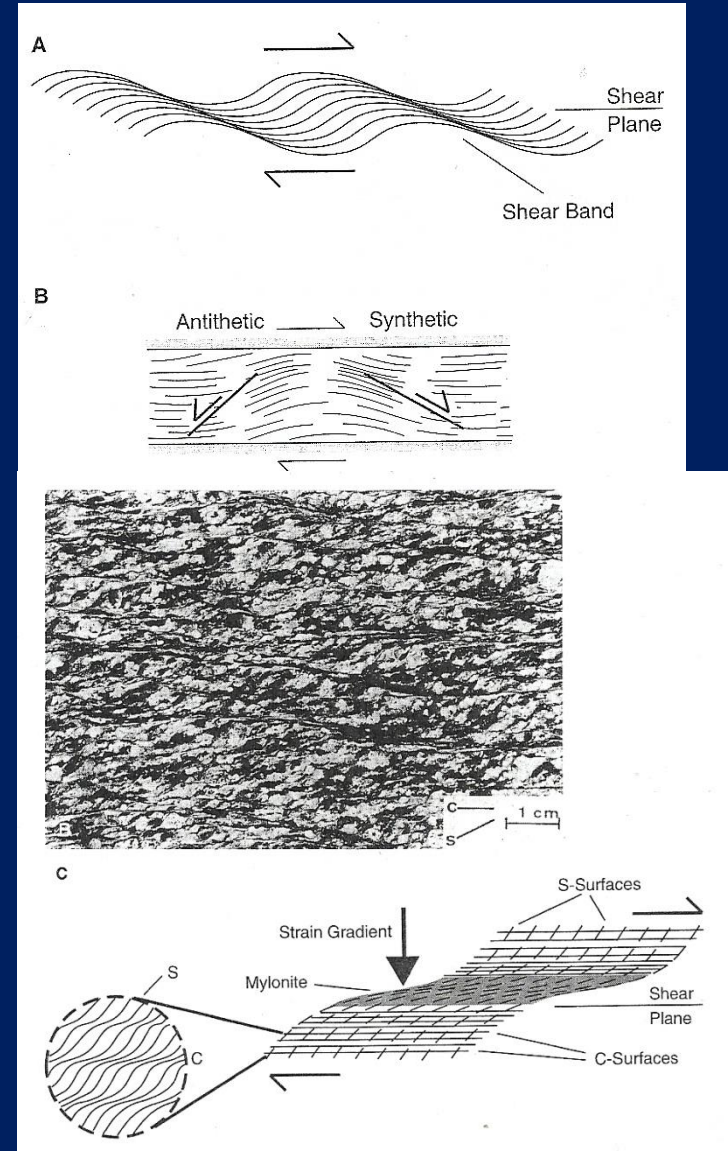 A
Shear
Plane
Shear Band
B
Antithetic
Synthetic
B
C
S
1 cm
C
S-Surfaces
Strain Gradient
Mylonite
S
Shear
Plane
C
C-Surfaces